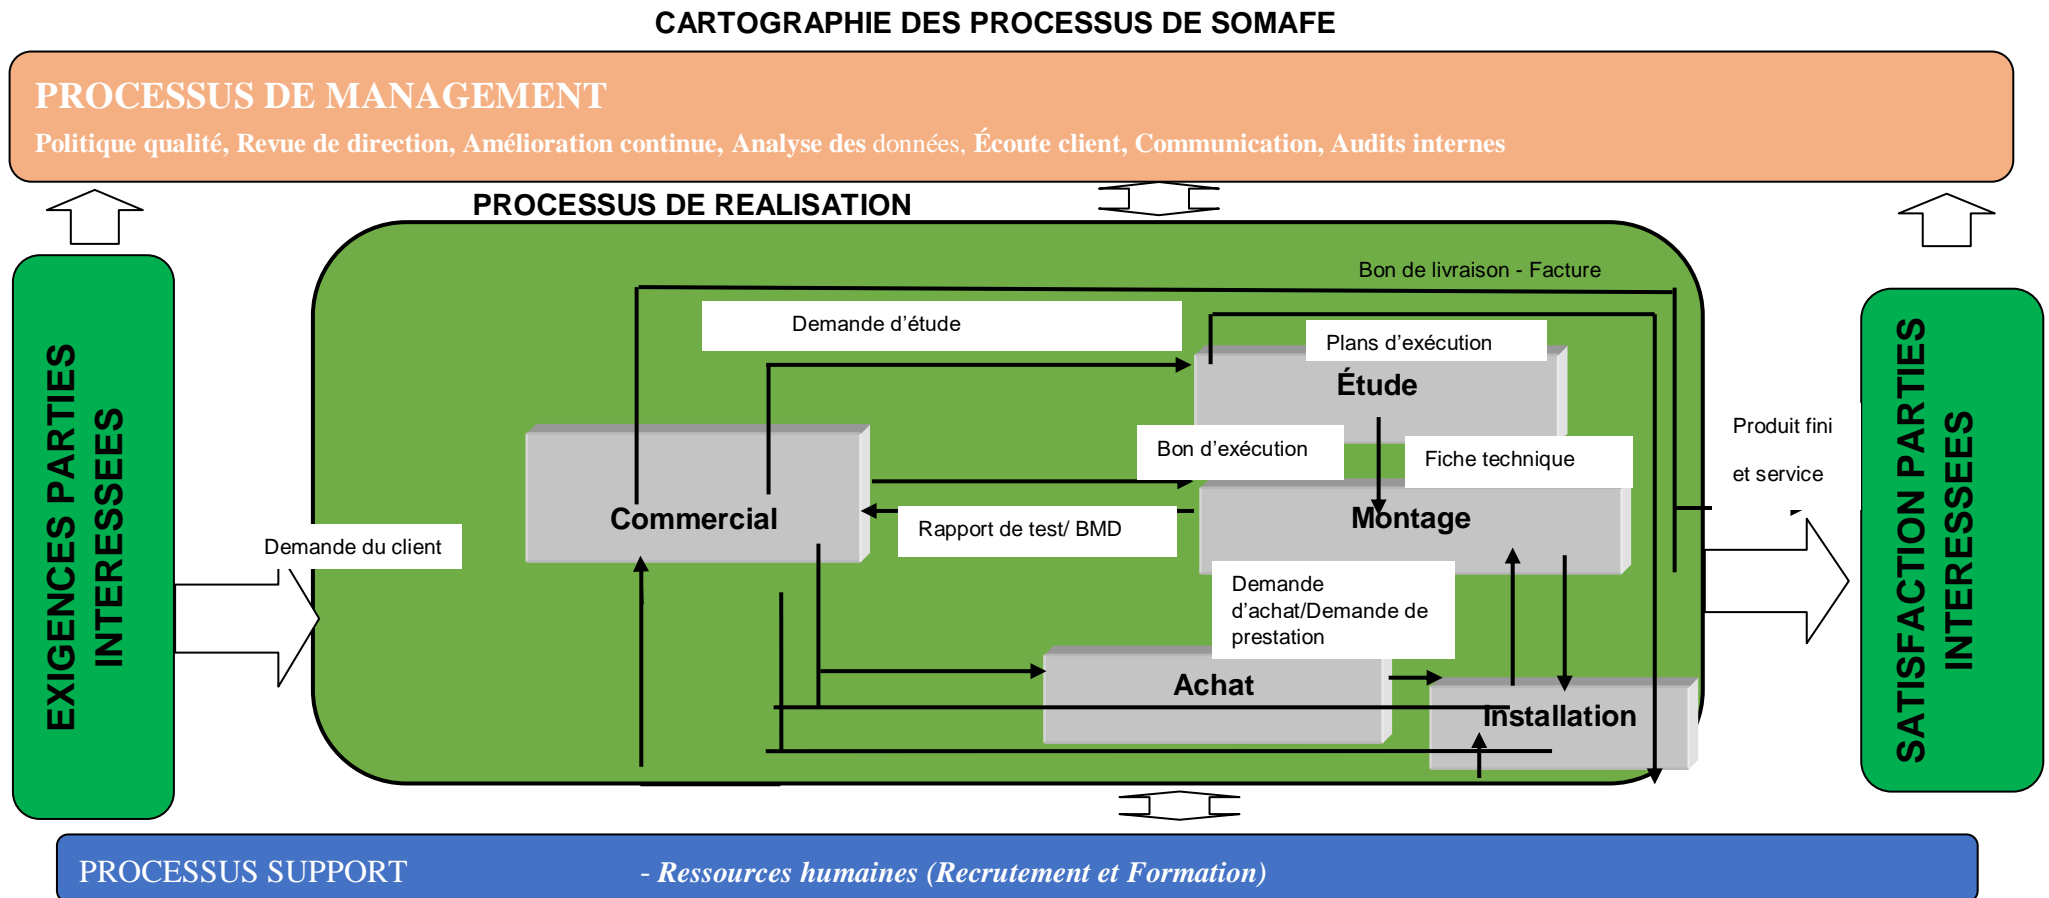 CARTOGRAPHIE DES PROCESSUS DE SOMAFE
PROCESSUS DE MANAGEMENT
Politique qualité, Revue de direction, Amélioration continue, Analyse des données, Écoute client, Communication, Audits internes
PROCESSUS DE REALISATION
EXIGENCES PARTIES
INTERESSEES
Demande du client
Bon de livraison - Facture
Demande d'étude
Plans d'exécution
Étude
Bon d'exécution
Fiche technique
Commercial
Rapport de test/ BMD
Montage
Demande
d'achat/Demande de
prestation
Achat
Installation
Produit fini
et service
SATISFACTION PARTIES
INTERESSEES
PROCESSUS SUPPORT - Ressources humaines (Recrutement et Formation)